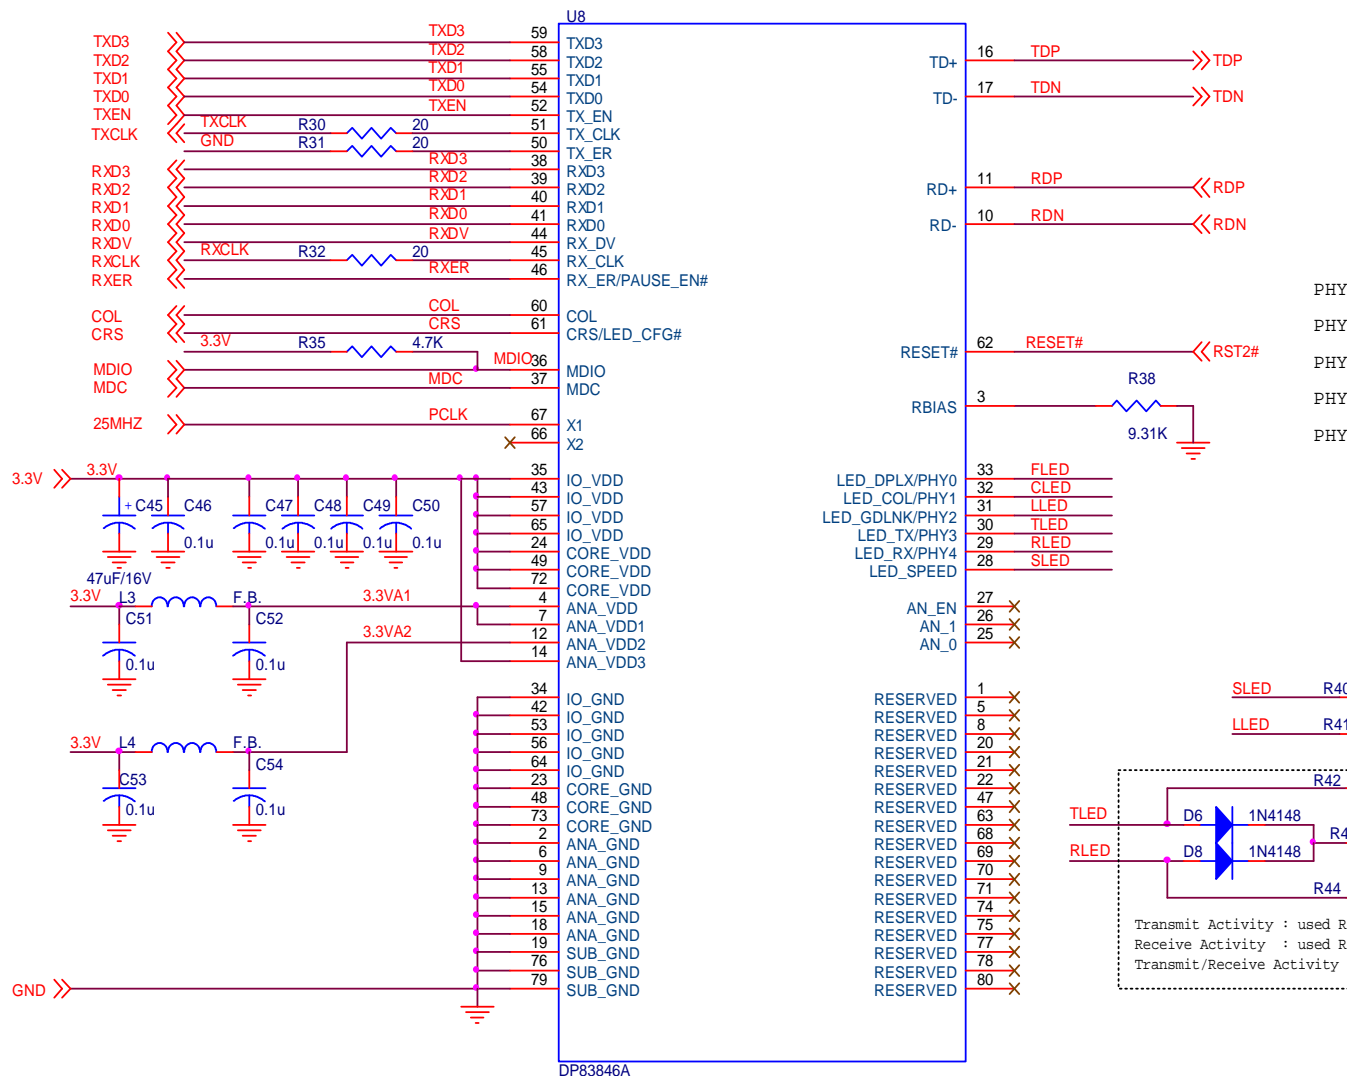 U8
TXD3 TXD3 59 TXD3
TXD2 TXD2 58 TXD2 TD+ 16 TDP TDP
TXD1 TXD1 55 TXD1
TXD0 TXD0 54 TXD0 TD- 17 TDN TDN
TXEN TXEN 52 TX_EN
TXCLK TXCLK R30 20 51 TX_CLK
GND R31 20 50 TX_ER
RXD3 RXD3 38 RXD3
RXD2 RXD2 39 RXD2 RD+ 11 RDP RDP
RXD1 RXD1 40 RXD1
RXD0 RXD0 41 RXD0 RD- 10 RDN RDN
RXDV RXDV 44 RX_DV
RXCLK RXCLK R32 20 45 RX_CLK
RXER RXER 46 RX_ER/PAUSE_EN#
PHY
COL COL 60 COL
CRS CRS 61 CRS/LED_CFG# PHY
3.3V R35 4.7K RESET# 62 RESET# RST2#
MDIO MDIO 36 MDIO PHY
MDC MDC 37 MDC R38
RBIAS 3 PHY
25MHZ PCLK 67 X1 9.31K
66 X2 PHY
3.3V 3.3V 35 IO_VDD LED_DPLX/PHY0 33 FLED
43 IO_VDD LED_COL/PHY1 32 CLED
+ C45 C46 C47 C48 C49 C50 57 IO_VDD LED_GDLNK/PHY2 31 LLED
65 IO_VDD LED_TX/PHY3 30 TLED
0.1u 0.1u 0.1u 0.1u 0.1u 24 CORE_VDD LED_RX/PHY4 29 RLED
49 CORE_VDD LED_SPEED 28 SLED
47uF/16V 72 CORE_VDD
3.3V L3 F.B. 3.3VA1 4 ANA_VDD AN_EN 27
C51 C52 7 ANA_VDD1 AN_1 26
3.3VA2 12 ANA_VDD2 AN_0 25
0.1u 0.1u 14 ANA_VDD3
34 IO_GND RESERVED 1 SLED R40
42 IO_GND RESERVED 5
53 IO_GND RESERVED 8 LLED R41
3.3V L4 F.B. 56 IO_GND RESERVED 20
C53 C54 64 IO_GND RESERVED 21
23 CORE_GND RESERVED 22 R42
0.1u 0.1u 48 CORE_GND RESERVED 47
73 CORE_GND RESERVED 63 TLED D6 1N4148
2 ANA_GND RESERVED 68 R4
6 ANA_GND RESERVED 69 RLED D8 1N4148
9 ANA_GND RESERVED 70
13 ANA_GND RESERVED 71 R44
15 ANA_GND RESERVED 74
18 ANA_GND RESERVED 75 Transmit Activity : used R
19 SUB_GND RESERVED 77 Receive Activity : used R
76 SUB_GND RESERVED 78 Transmit/Receive Activity
GND 79 SUB_GND RESERVED 80
DP83846A